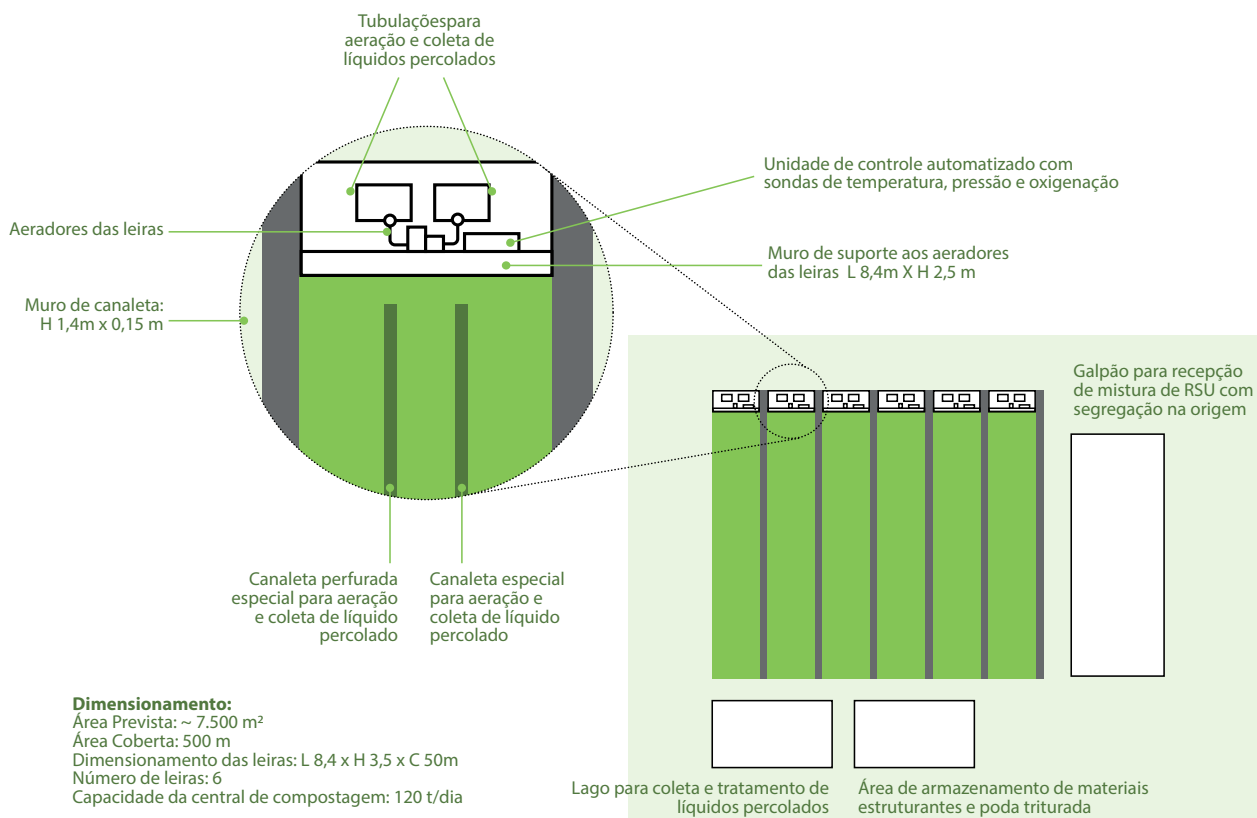 Tubulaçõespara
aeração e coleta de
líquidos percolados
Unidade de controle automatizado com
sondas de temperatura, pressão e oxigenação
Aeradores das leiras
Muro de suporte aos aeradores
das leiras L 8,4m X H 2,5 m
Muro de canaleta:
H 1,4m x 0,15 m
Galpão para recepção
de mistura de RSU com
segregação na origem
Canaleta perfurada
especial para aeração
e coleta de líquido
percolado
Canaleta especial
para aeração e
coleta de líquido
percolado
Dimensionamento:
Área Prevista: ~ 7.500 m²
Área Coberta: 500 m
Dimensionamento das leiras: L 8,4 x H 3,5 x C 50m
Número de leiras: 6
Capacidade da central de compostagem: 120 t/dia
Lago para coleta e tratamento de
líquidos percolados
Área de armazenamento de materiais
estruturantes e poda triturada